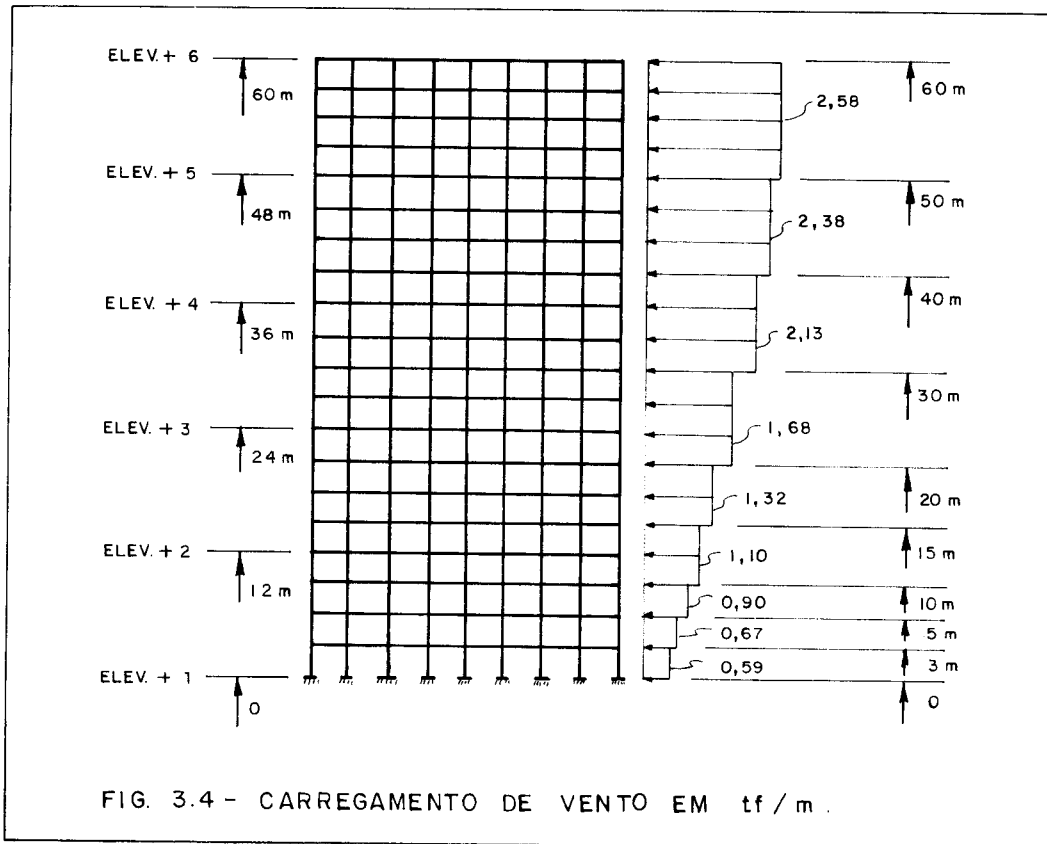 ELEV. + 6
60 m
ELEV. + 5
48 m
ELEV. + 4
36 m
ELEV. + 3
24 m
ELEV. + 2
12 m
ELEV. + 1
0
2,58
2,38
2,13
1,68
1,32
1,10
0,90
0,67
0,59
60 m
50 m
40 m
30 m
20 m
15 m
10 m
5 m
3 m
0
FIG. 3.4 - CARREGAMENTO DE VENTO EM tf/m.